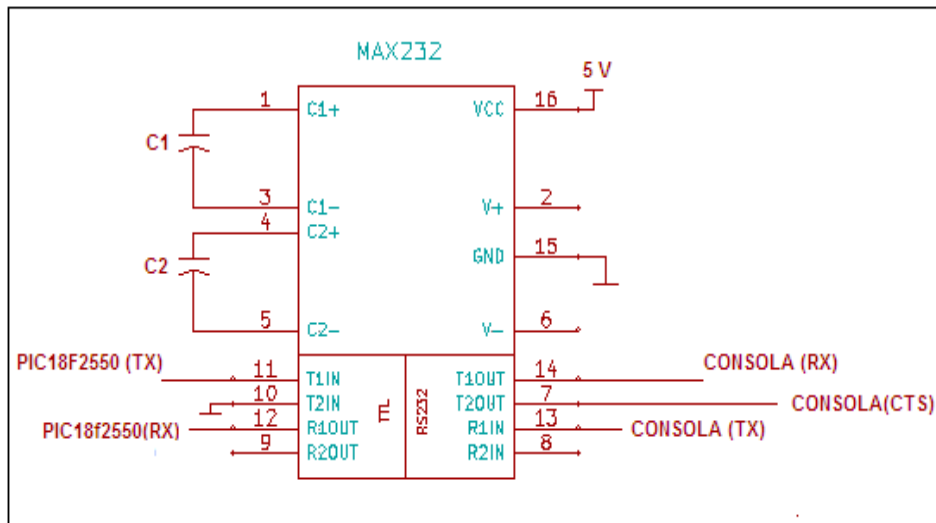 MAX232
5 V
1 C1+ VCC 16
C1
3 C1- V+ 2
4 C2+
GND 15
C2
5 C2- V- 6
PIC18F2550 (TX) 11 T1IN T1OUT 14 CONSOLA (RX)
10 T2IN T2OUT 7 CONSOLA(CTS)
PIC18f2550(RX) 12 R1OUT R1IN 13 CONSOLA (TX)
9 R2OUT R2IN 8
TTL
RS232